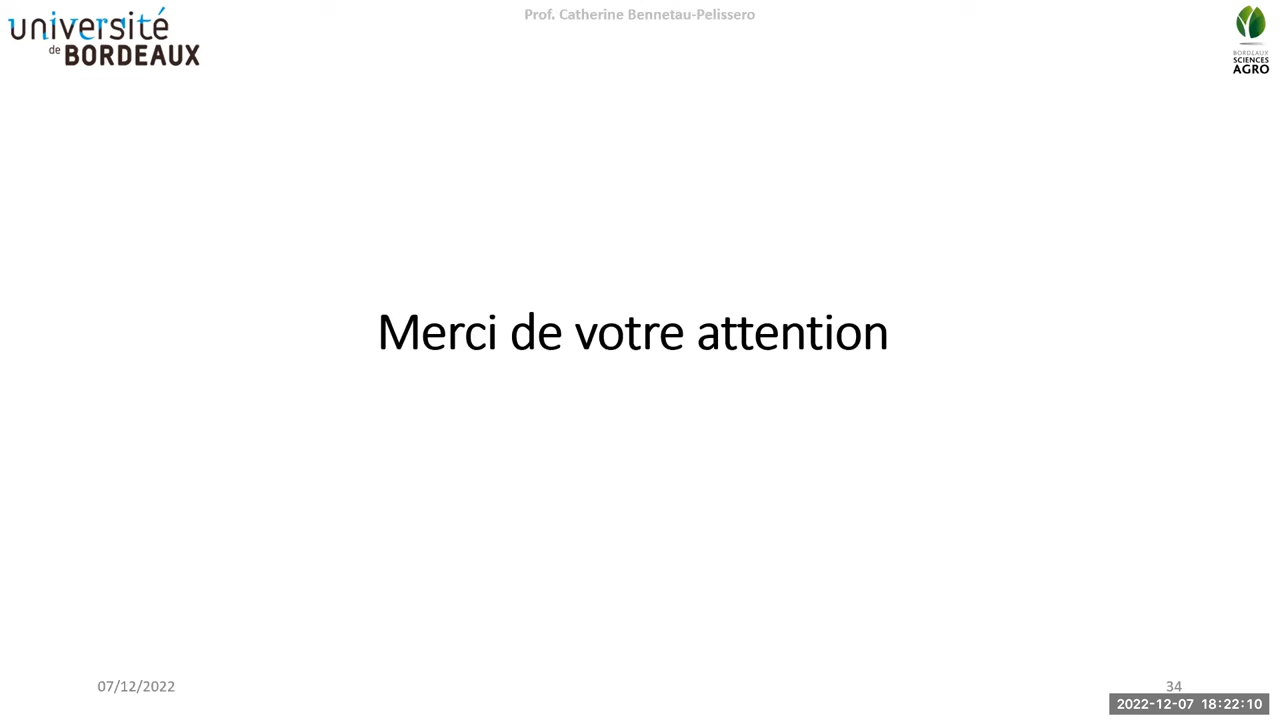 université
de BORDEAUX
Prof. Catherine Bennetau-Pelissero
BORDEAUX
SCIENCES
AGRO
Merci de votre attention
07/12/2022
34
2022-12-07 18:22:10